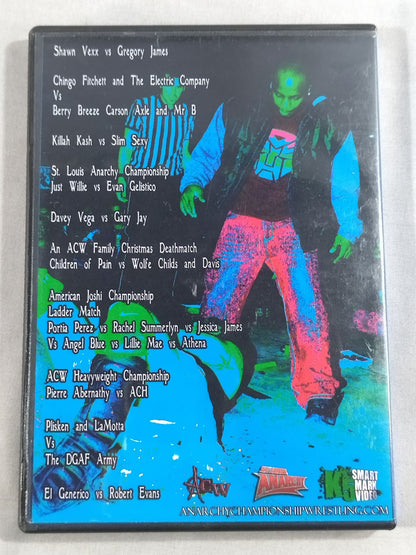 Shawn Vexx vs Gregory James
Chingo Fitchett and The Electric Company
Vs
Berry Breeze Carson Axle and Mr B
Killah Kash vs Slim Sexy
St. Louis Anarchy Championship
Just Willie vs Evan Gelistico
Davey Vega vs Gary Jay
An ACW Family Christmas Deathmatch
Children of Pain vs Wolfe Childs and Davis
American Joshi Championship
Ladder Match
Portia Perez vs Rachel Summerlyn vs Jessica James
Vs Angel Blue vs Lillie Mae vs Athena
ACW Heavyweight Championship
Pierre Abernathy vs ACH
Plisken and LaMotta
Vs
The DGAF Army
El Generico vs Robert Evans
ACW
ANARCHY
SMART
MARK
VIDEO
ANARCHYCHAMPIONSHIPWRESTLING.COM